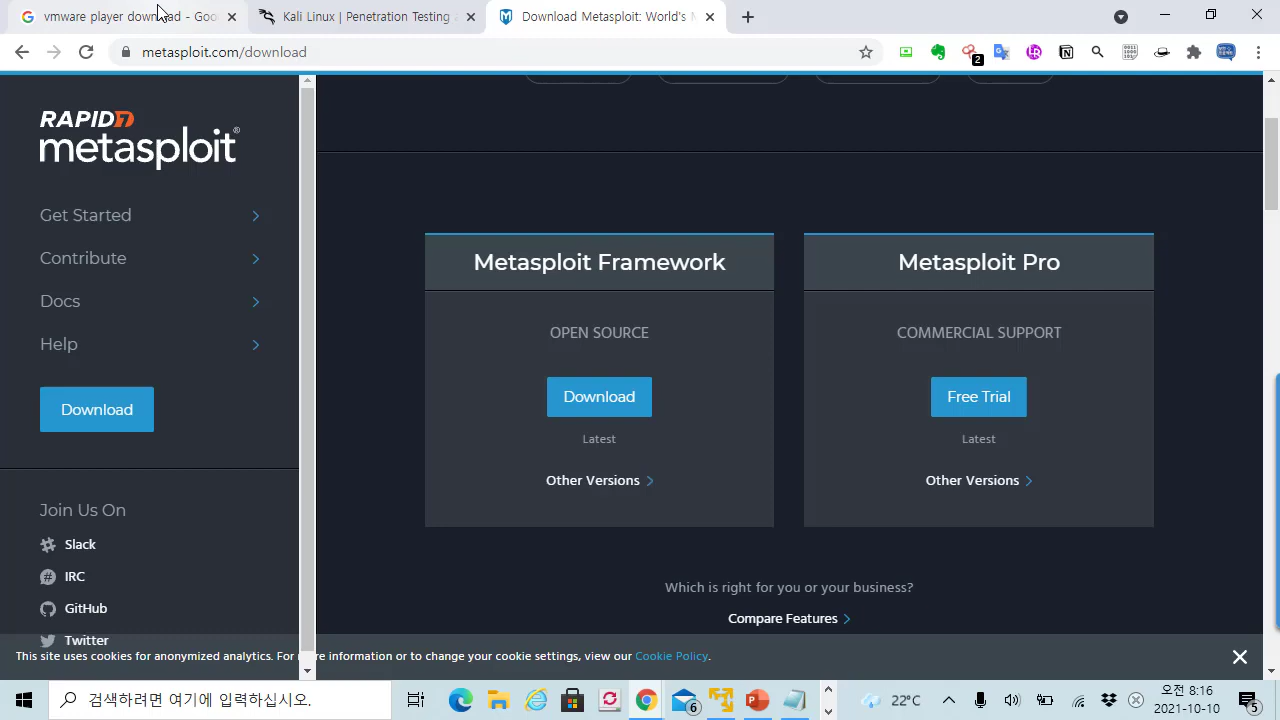 vmware player download - Goo
Kali Linux | Penetration Testing a
Download Metasploit: World's M
metasploit.com/download
2
RAPID7
metasploit®
Get Started
Contribute
Docs
Help
Download
Join Us On
Slack
IRC
GitHub
Twitter
Metasploit Framework
OPEN SOURCE
Download
Latest
Other Versions
Metasploit Pro
COMMERCIAL SUPPORT
Free Trial
Latest
Other Versions
Which is right for you or your business?
Compare Features
This site uses cookies for anonymized analytics. For more information or to change your cookie settings, view our Cookie Policy.
검색하려면 여기에 입력하십시오.
6
22°C
오전 8:16
2021-10-10
5